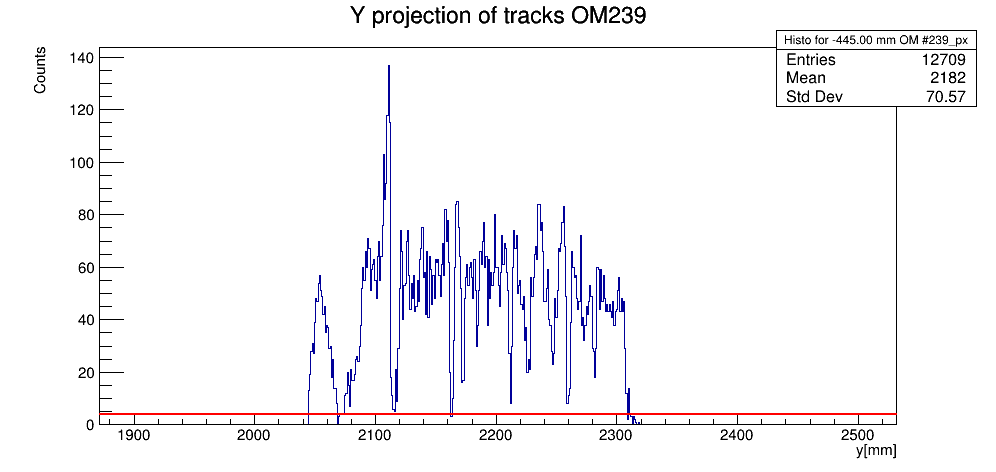 Y projection of tracks OM239
Histo for -445.00 mm OM #239_px
Entries 12709
Mean 2182
Std Dev 70.57
Counts
140
120
100
80
60
40
20
0
1900 2000 2100 2200 2300 2400 2500
y[mm]